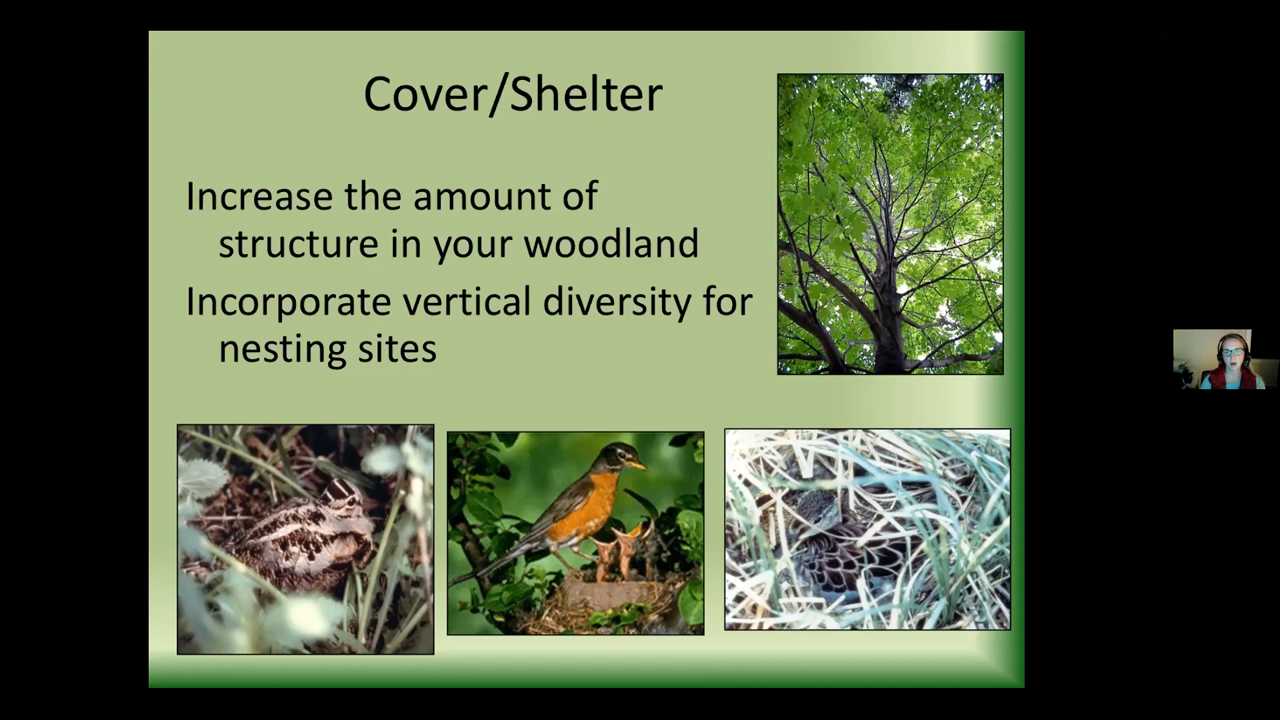 Cover/Shelter
Increase the amount of
structure in your woodland
Incorporate vertical diversity for
nesting sites